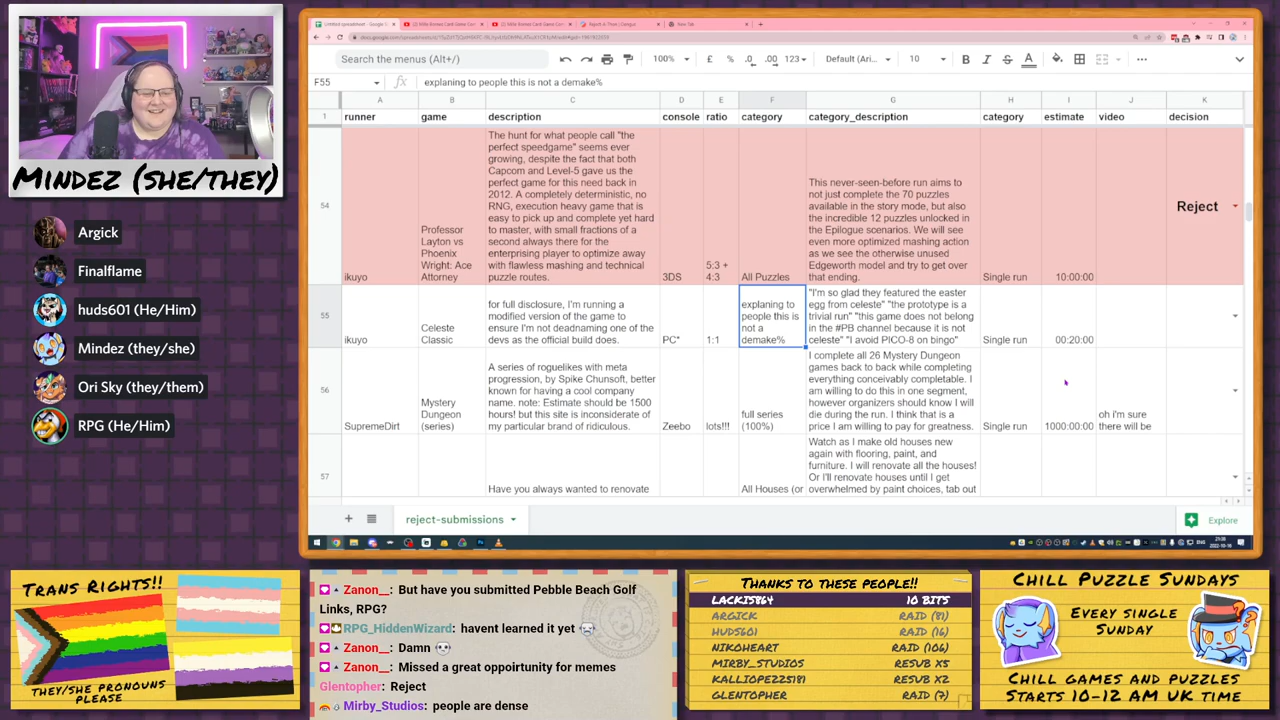 MINDEZ (SHE/THEY)
Argick
Finalflame
huds601 (He/Him)
Mindez (they/she)
Ori Sky (they/them)
RPG (He/Him)
Search the menus (Alt+/)
100%
£ % .0 .00 123
Default (Ari...
10
B I S A
F55
fx explaning to people this is not a demake%
A B C D E F G H I J K
1 runner game description console ratio category category_description category estimate video decision
54
ikuyo
Professor
Layton vs
Phoenix
Wright: Ace
Attorney
The hunt for what people call "the
perfect speedgame" seems ever
growing, despite the fact that both
Capcom and Level-5 gave us the
perfect game for this need back in
2012. A completely deterministic, no
RNG, execution heavy game that is
easy to pick up and complete yet hard
to master, with small fractions of a
second always there for the
enterprising player to optimize away
with flawless mashing and technical
puzzle routes.
3DS
5:3 +
4:3
All Puzzles
This never-seen-before run aims to
not just complete the 70 puzzles
available in the story mode, but also
the incredible 12 puzzles unlocked in
the Epilogue scenarios. We will see
even more optimized mashing action
as we see the otherwise unused
Edgeworth model and try to get over
that ending.
Single run
10:00:00
Reject
55
ikuyo
Celeste
Classic
for full disclosure, I'm running a
modified version of the game to
ensure I'm not deadnaming one of the
devs as the official build does.
PC*
1:1
explaning to
people this is
not a
demake%
"I'm so glad they featured the easter
egg from celeste" "the prototype is a
trivial run" "this game does not belong
in the #PB channel because it is not
celeste" "I avoid PICO-8 on bingo"
Single run
00:20:00
56
SupremeDirt
Mystery
Dungeon
(series)
A series of roguelikes with meta
progression, by Spike Chunsoft, better
known for having a cool company
name. note: Estimate should be 1500
hours! but this site is inconsiderate of
my particular brand of ridiculous.
Zeebo
lots!!!
full series
(100%)
I complete all 26 Mystery Dungeon
games back to back while completing
everything conceivably completable. I
am willing to do this in one segment,
however organizers should know I will
die during the run. I think that is a
price I am willing to pay for greatness.
Single run
1000:00:00
oh i'm sure
there will be
57
Have you always wanted to renovate
All Houses (or
Watch as I make old houses new
again with flooring, paint, and
furniture. I will renovate all the houses!
Or I'll renovate houses until I get
overwhelmed by paint choices, tab out
reject-submissions
Explore
TRANS RIGHTS!!
THEY/SHE PRONOUNS
PLEASE
Zanon__: But have you submitted Pebble Beach Golf
Links, RPG?
RPG_HiddenWizard: havent learned it yet
Zanon__: Damn
Zanon__: Missed a great opportunity for memes
Glentopher: Reject
Mirby_Studios: people are dense
THANKS TO THESE PEOPLE!!
LACKIS864 10 BITS
ARGICK RAID (81)
HUDS601 RAID (16)
NIKOHEART RAID (106)
MIRBY_STUDIOS RESUB X5
KALLIOPEZZS181 RESUB X2
GLENTOPHER RAID (7)
CHILL PUZZLE SUNDAYS
EVERY SINGLE
SUNDAY
CHILL GAMES AND PUZZLES
STARTS 10-12 AM UK TIME